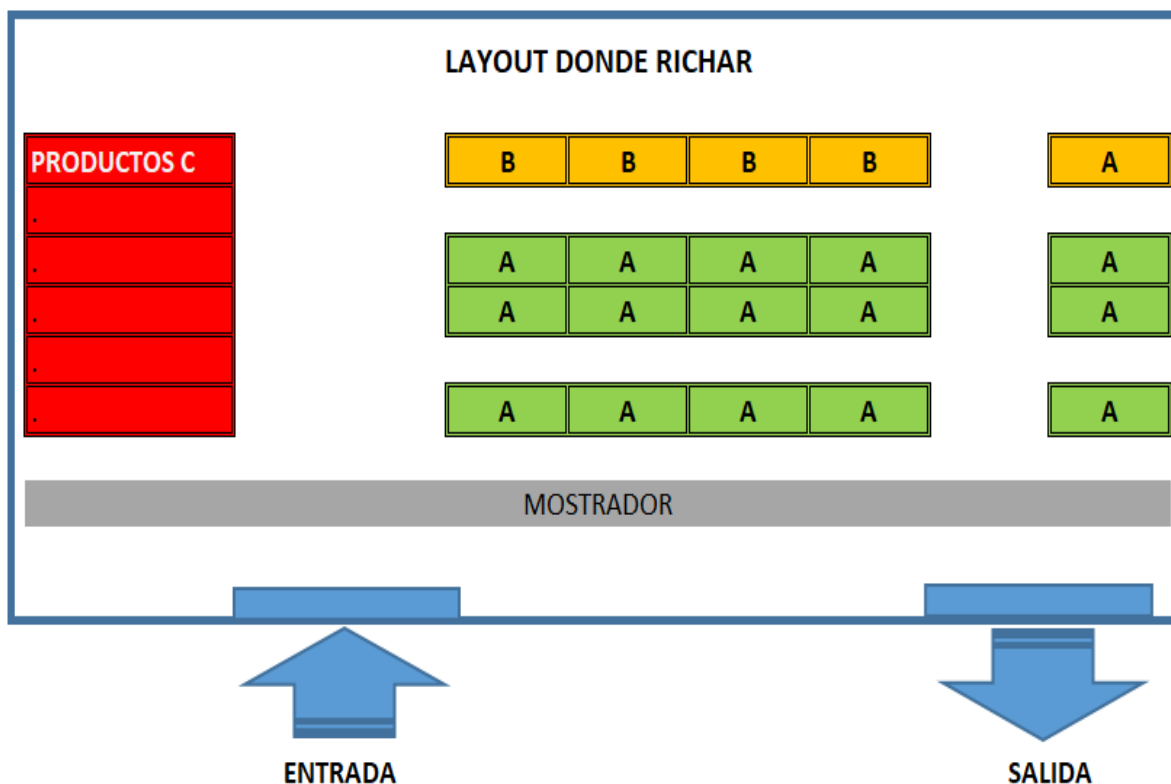 LAYOUT DONDE RICHAR
PRODUCTOS C B B B B A
.
. A A A A A
. A A A A A
.
. A A A A A
MOSTRADOR
ENTRADA SALIDA